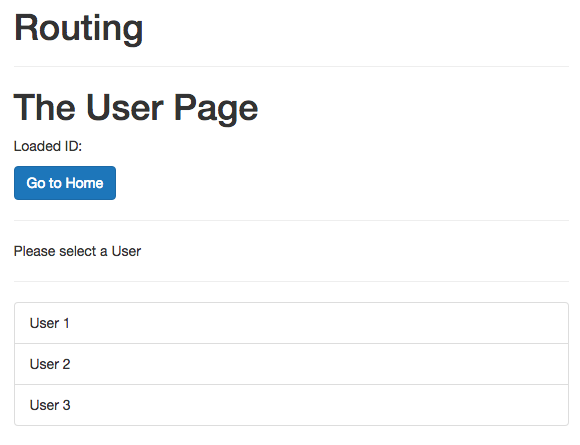 Routing
The User Page
Loaded ID:
Go to Home
Please select a User
User 1
User 2
User 3